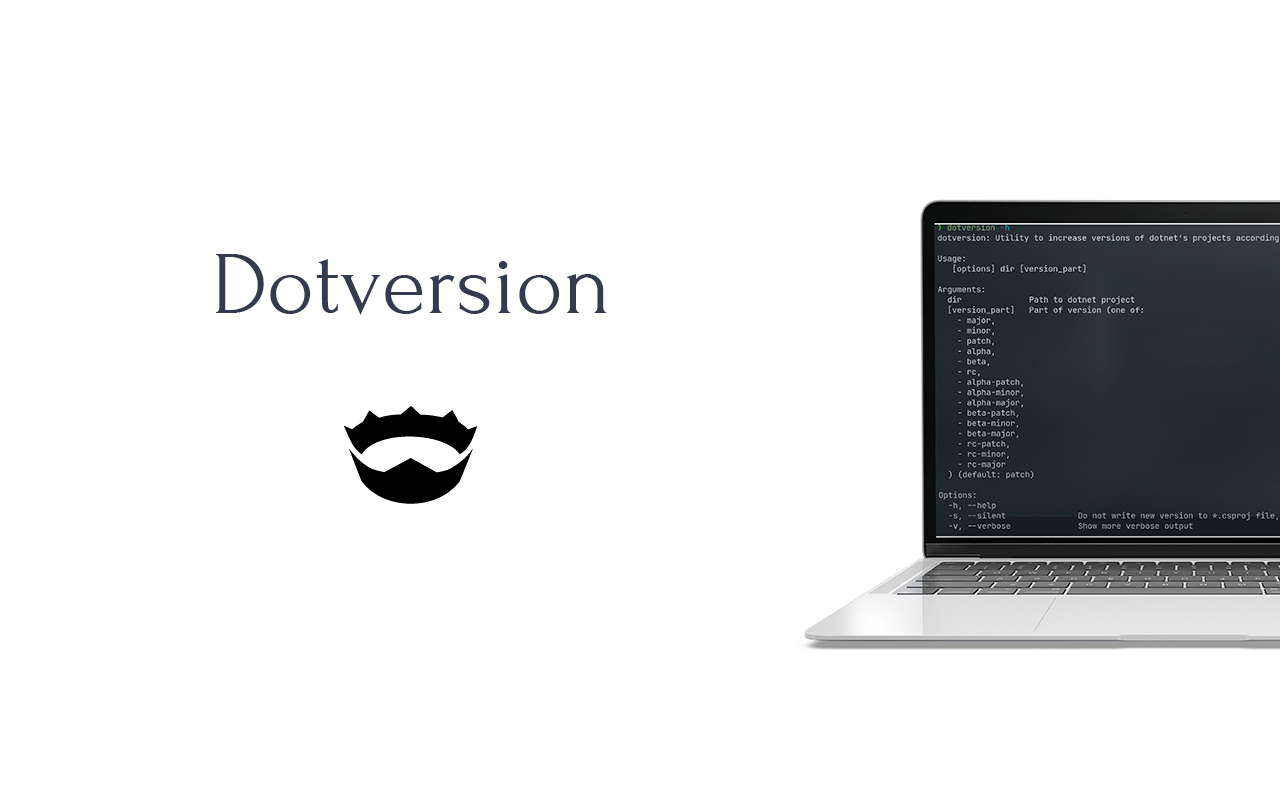 Dotversion
❯ dotversion -h
dotversion: Utility to increase versions of dotnet's projects according
Usage:
[options] dir [version_part]
Arguments:
dir Path to dotnet project
[version_part] Part of version (one of:
- major,
- minor,
- patch,
- alpha,
- beta,
- rc,
- alpha-patch,
- alpha-minor,
- alpha-major,
- beta-patch,
- beta-minor,
- beta-major,
- rc-patch,
- rc-minor,
- rc-major
) (default: patch)
Options:
-h, --help
-s, --silent Do not write new version to *.csproj file,
-v, --verbose Show more verbose output